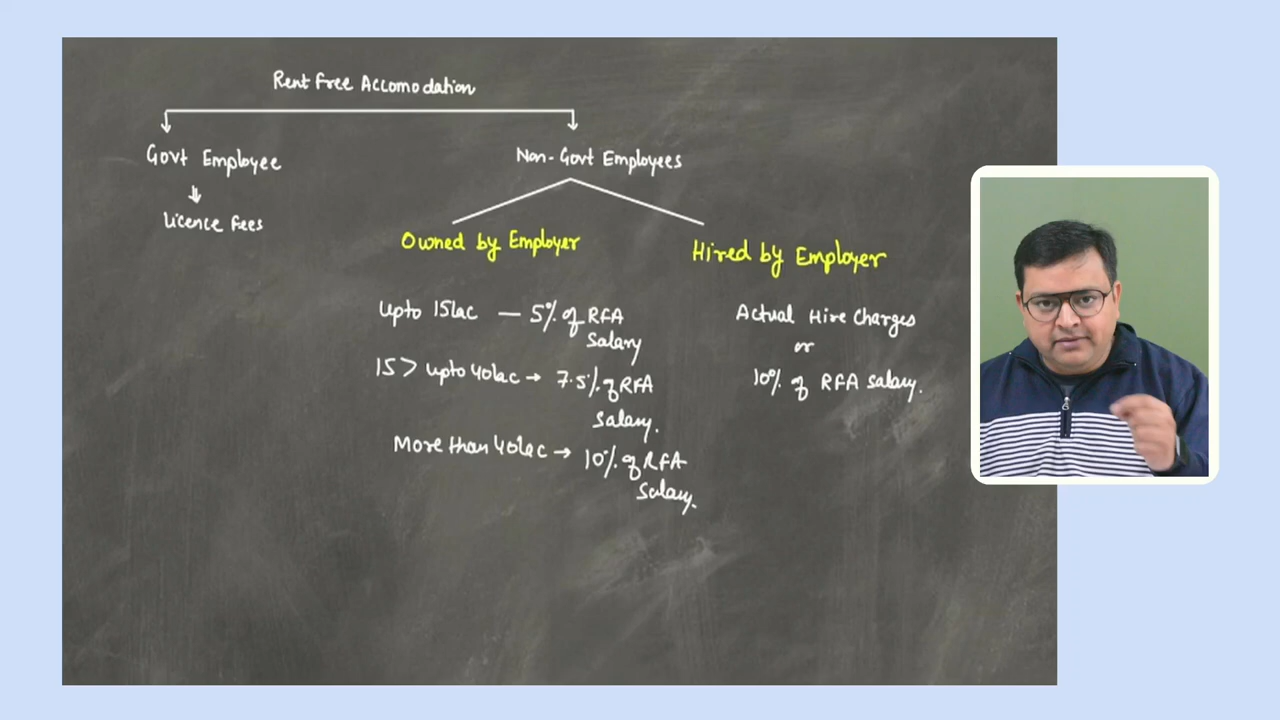 Rent free Accomodation
Govt Employee
Licence fees
Non-Govt Employees
Owned by Employer
upto 15lac — 5% of RFA
Salary
15 > upto 40lac → 7.5% of RFA
Salary.
More than 40lac → 10% of RFA
Salary.
Hired by Employer
Actual Hire Charges
or
10% of RFA Salary.